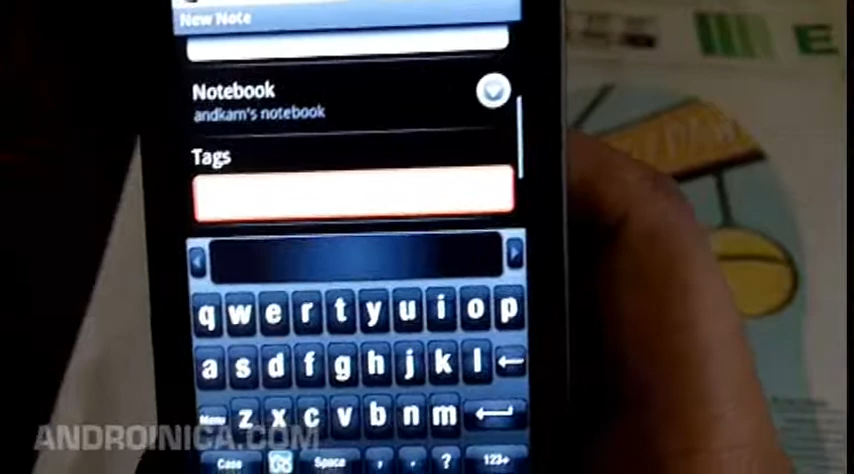 New Note
Notebook
andkam's notebook
Tags
q w e r t y u i o p
a s d f g h j k l ←
Menu z x c v b n m
Case Space , . ? 123+
ANDROINICA.COM
E